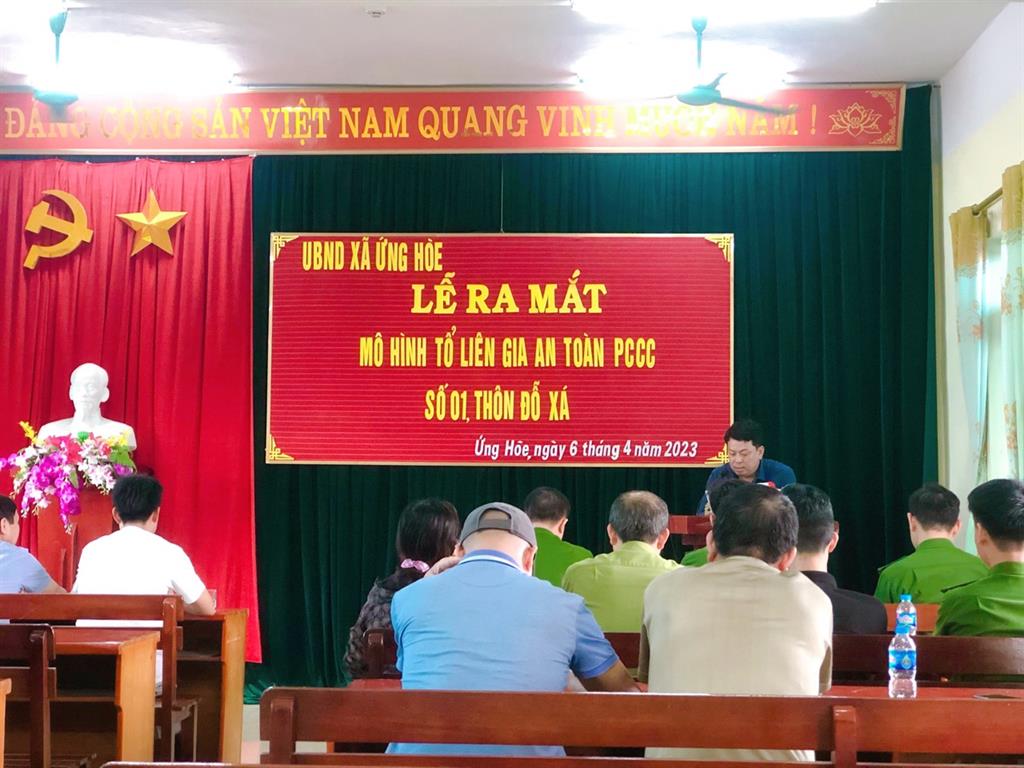 ĐẢNG CỘNG SẢN VIỆT NAM QUANG VINH MUÔN NĂM !
UBND XÃ ỨNG HÒE
LỄ RA MẮT
MÔ HÌNH TỔ LIÊN GIA AN TOÀN PCCC
SỐ 01, THÔN ĐỖ XÁ
Ứng Hòe, ngày 6 tháng 4 năm 2023